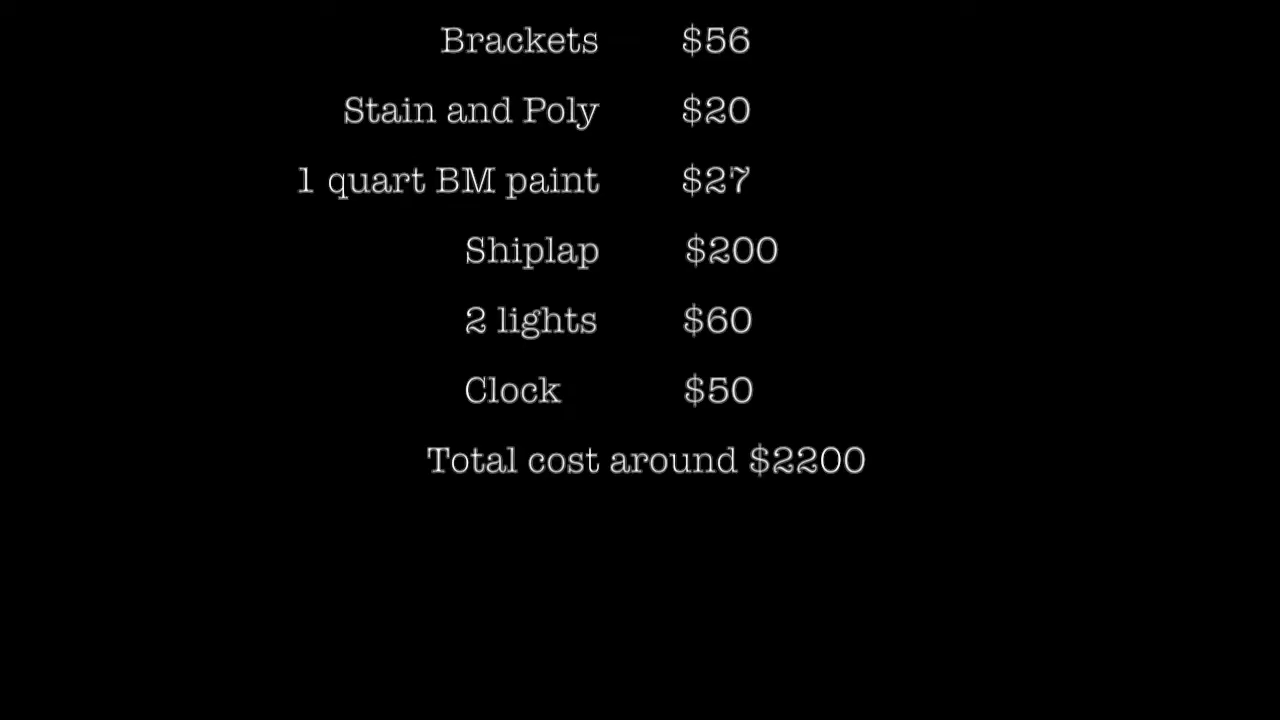 Brackets $56
Stain and Poly $20
1 quart BM paint $27
Shiplap $200
2 lights $60
Clock $50
Total cost around $2200